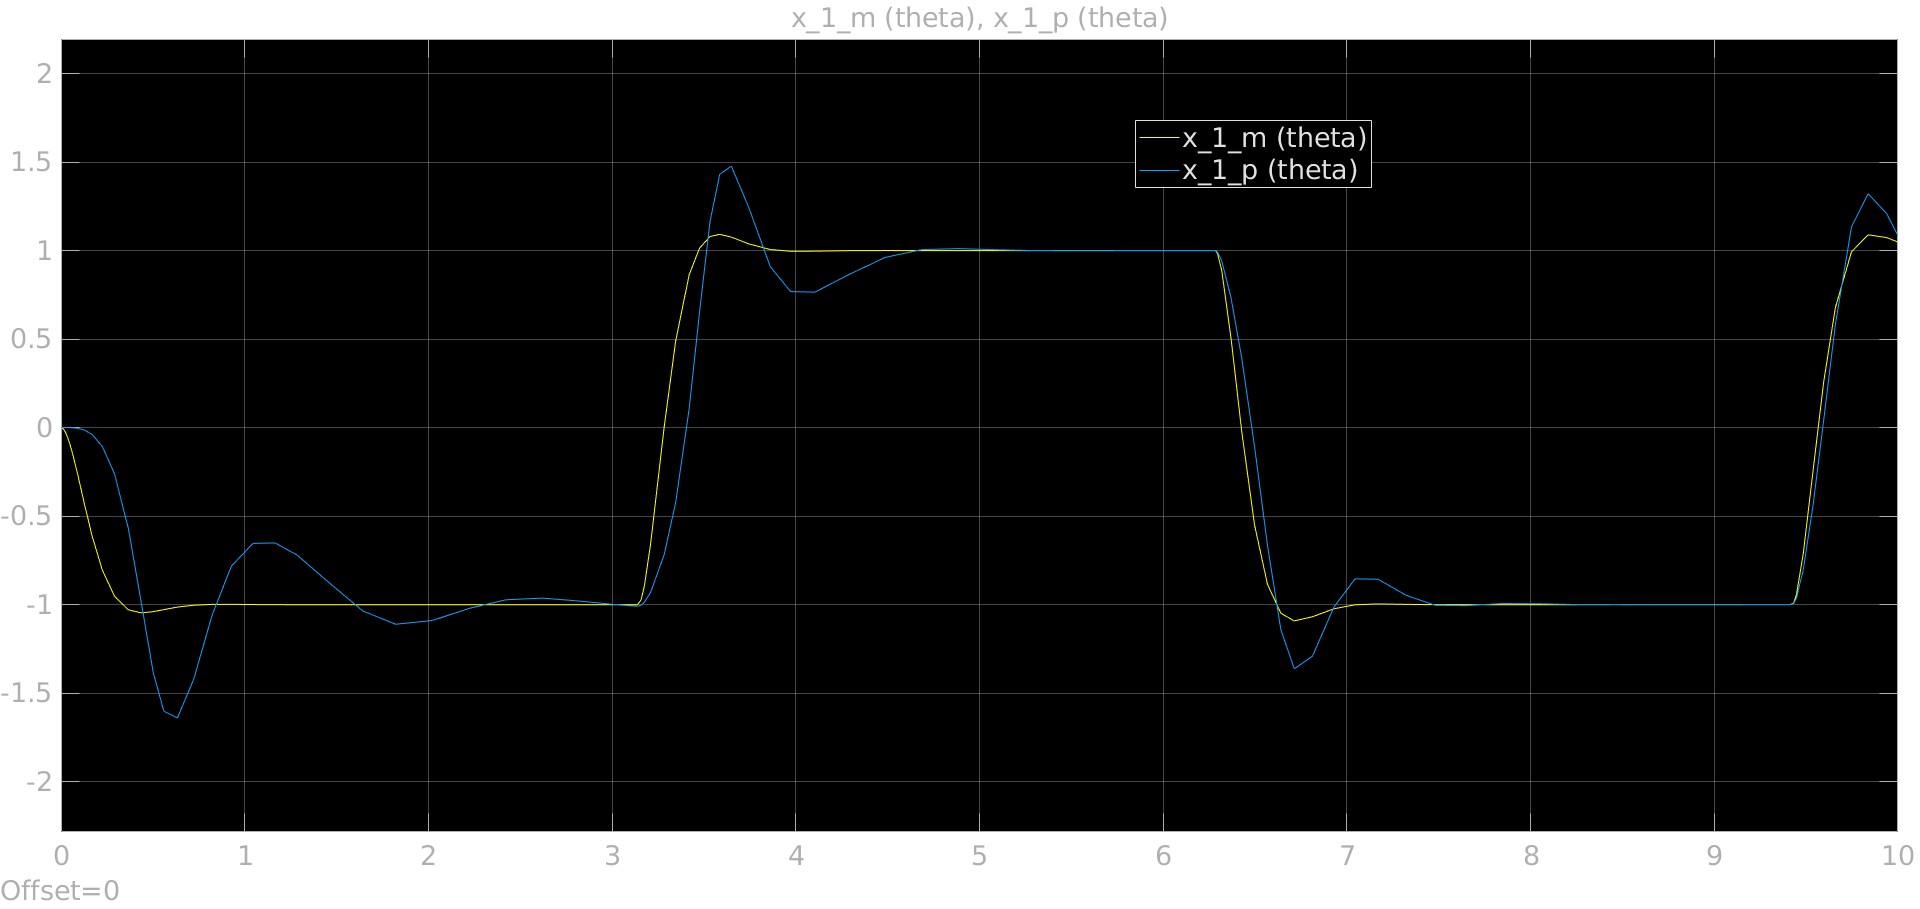 x_1_m (theta), x_1_p (theta)
2
1.5
1
0.5
0
-0.5
-1
-1.5
-2
x_1_m (theta)
x_1_p (theta)
0 1 2 3 4 5 6 7 8 9 10
Offset=0